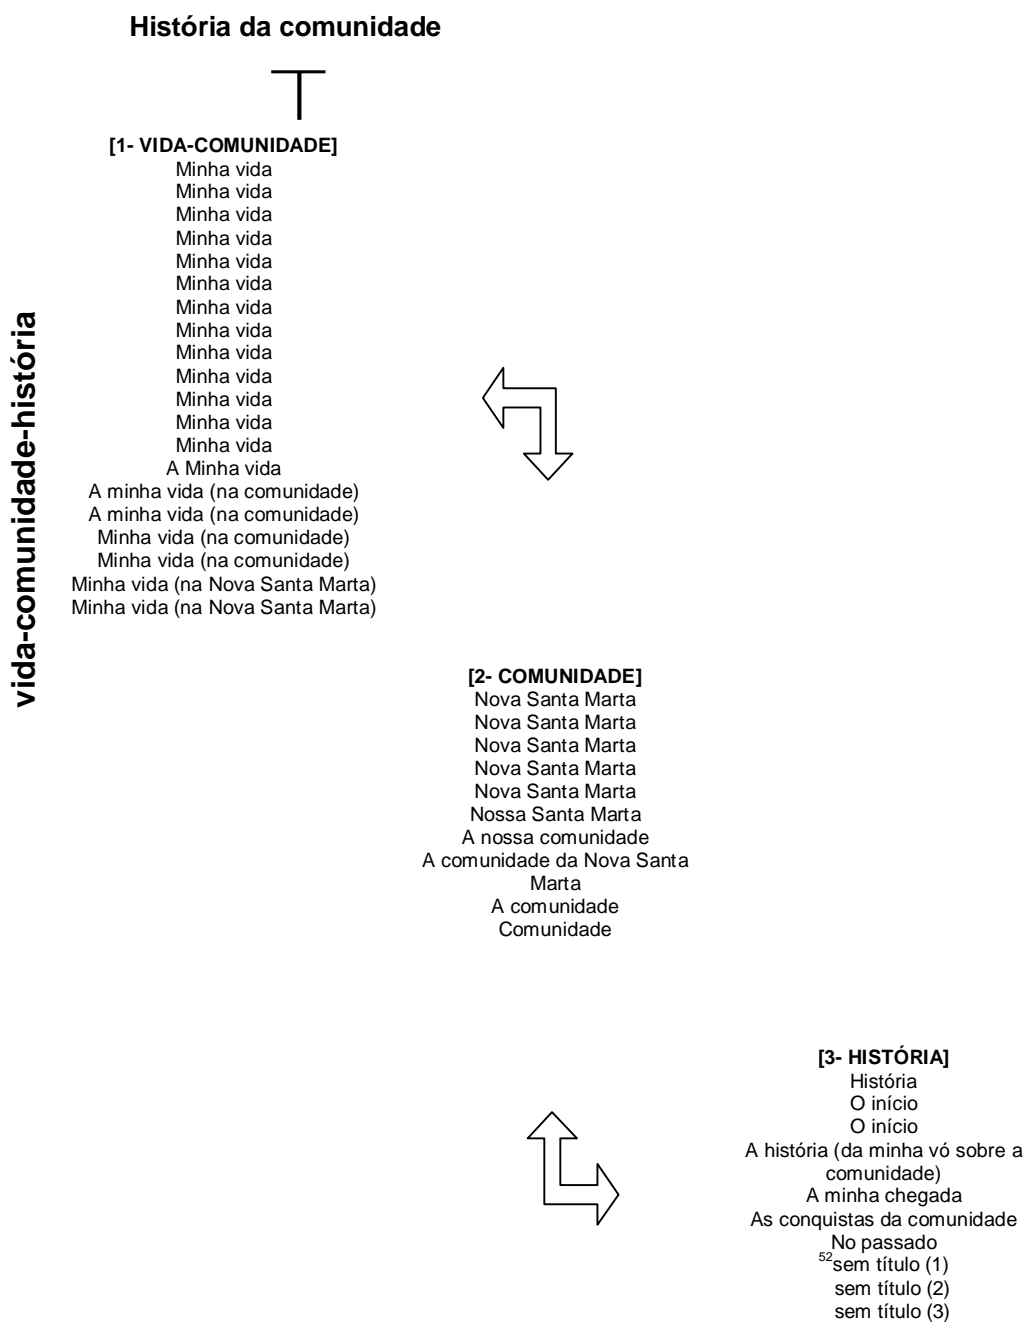 História da comunidade
[1- VIDA-COMUNIDADE]
Minha vida
Minha vida
Minha vida
Minha vida
Minha vida
Minha vida
Minha vida
Minha vida
Minha vida
Minha vida
Minha vida
Minha vida
Minha vida
A Minha vida
A minha vida (na comunidade)
A minha vida (na comunidade)
Minha vida (na comunidade)
Minha vida (na comunidade)
Minha vida (na Nova Santa Marta)
Minha vida (na Nova Santa Marta)
vida-comunidade-história
[2- COMUNIDADE]
Nova Santa Marta
Nova Santa Marta
Nova Santa Marta
Nova Santa Marta
Nova Santa Marta
Nossa Santa Marta
A nossa comunidade
A comunidade da Nova Santa
Marta
A comunidade
Comunidade
[3- HISTÓRIA]
História
O início
O início
A história (da minha vó sobre a
comunidade)
A minha chegada
As conquistas da comunidade
No passado
52sem título (1)
sem título (2)
sem título (3)